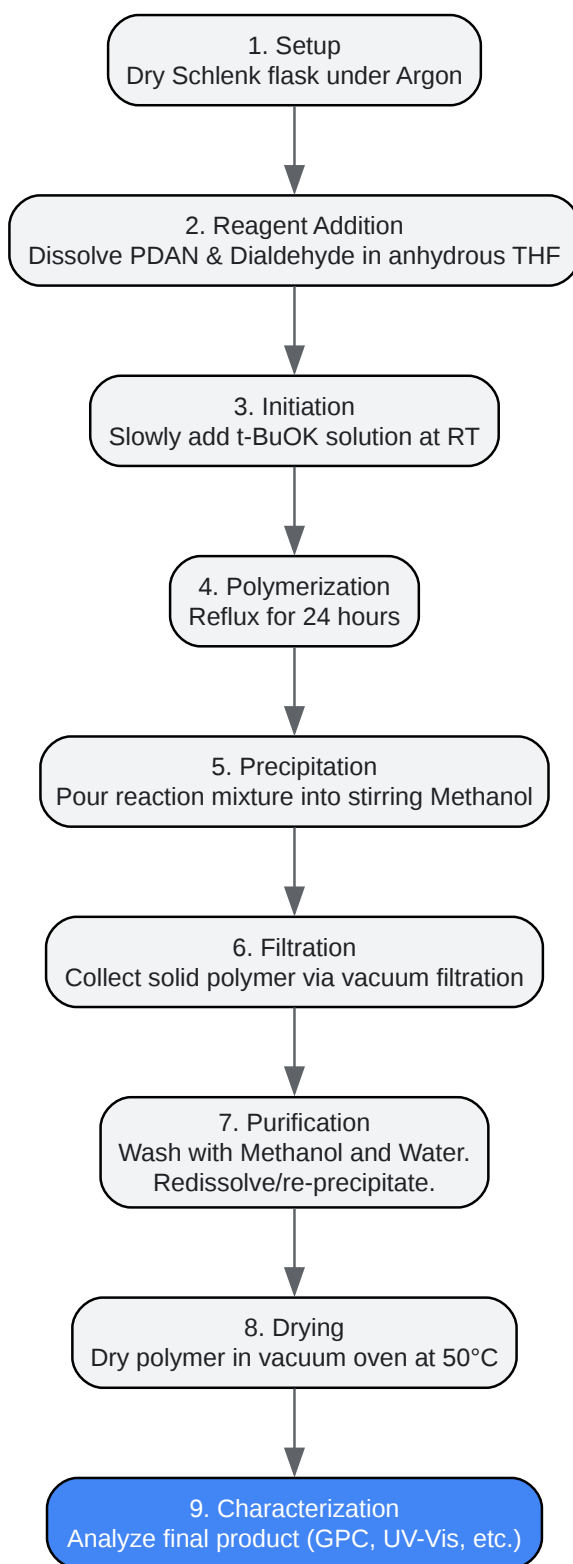 1. Setup
Dry Schlenk flask under Argon
2. Reagent Addition
Dissolve PDAN & Dialdehyde in anhydrous THF
3. Initiation
Slowly add t-BuOK solution at RT
4. Polymerization
Reflux for 24 hours
5. Precipitation
Pour reaction mixture into stirring Methanol
6. Filtration
Collect solid polymer via vacuum filtration
7. Purification
Wash with Methanol and Water.
Redissolve/re-precipitate.
8. Drying
Dry polymer in vacuum oven at 50°C
9. Characterization
Analyze final product (GPC, UV-Vis, etc.)